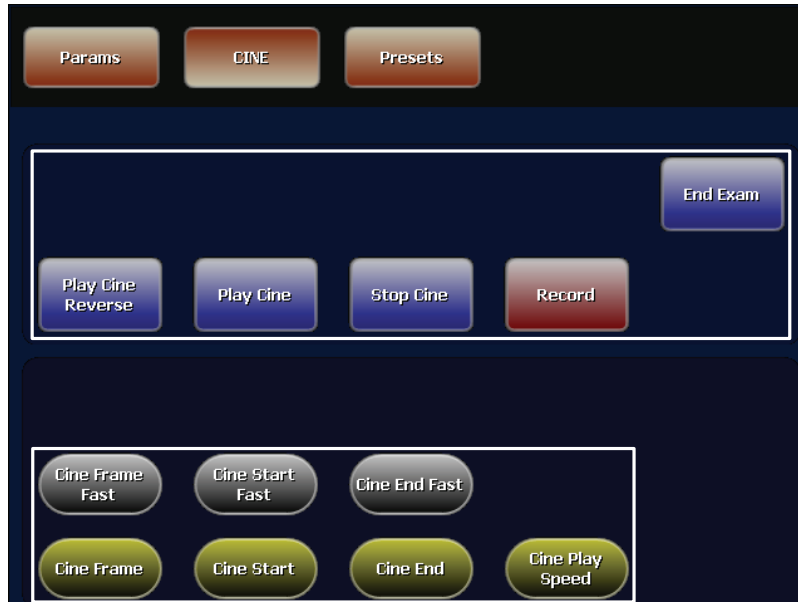 Params
CINE
Presets
End Exam
Play Cine
Reverse
Play Cine
Stop Cine
Record
Cine Frame
Fast
Cine Start
Fast
Cine End Fast
Cine Frame
Cine Start
Cine End
Cine Play
Speed